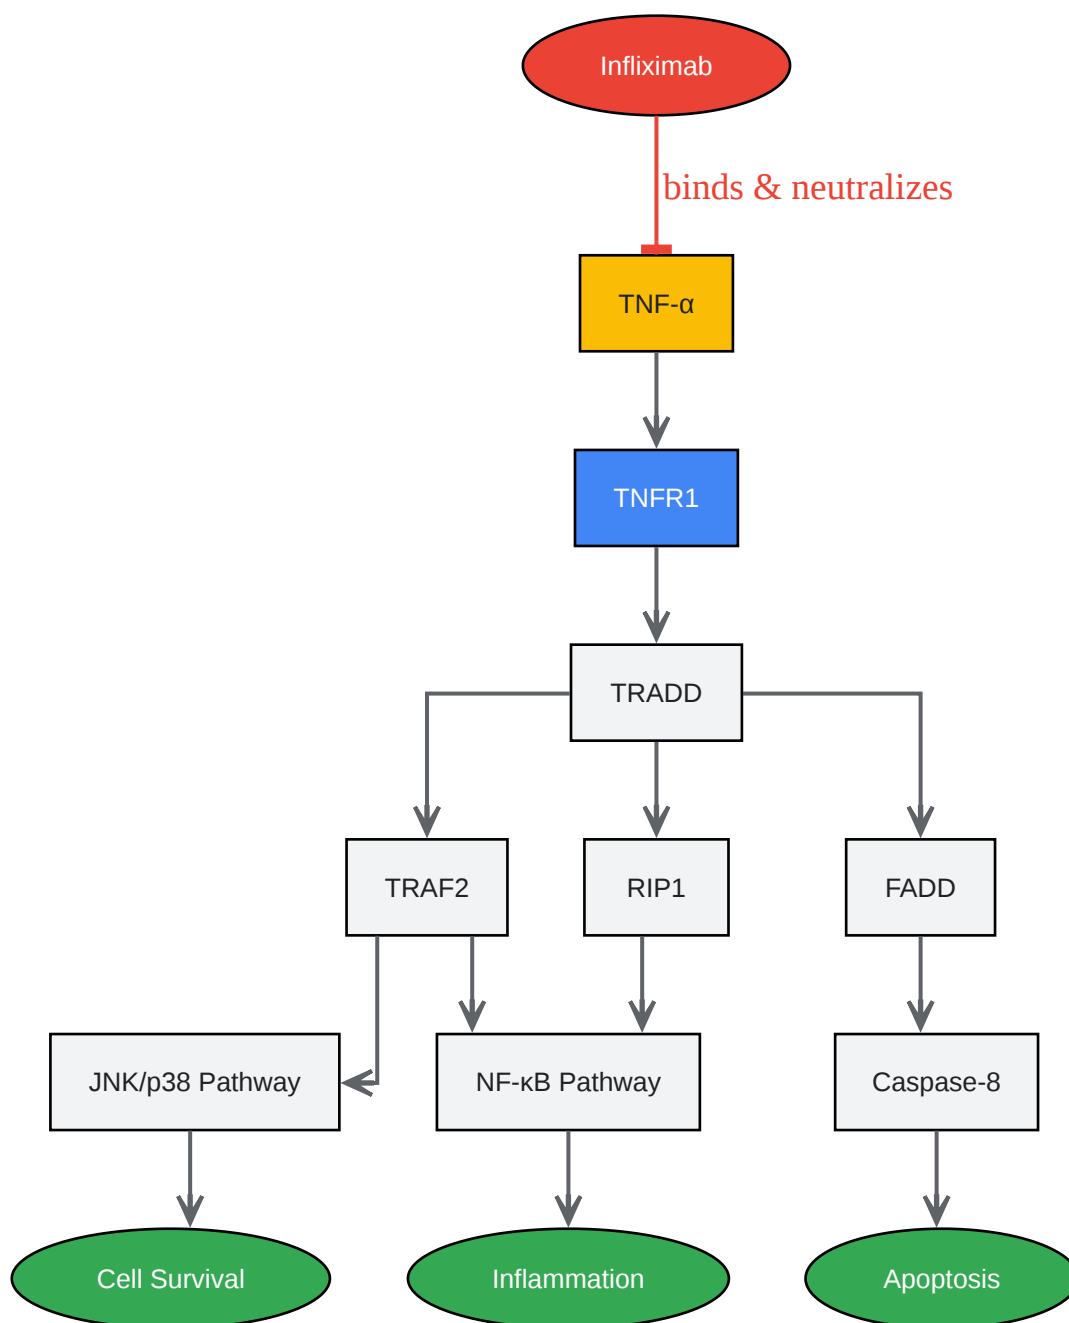 Infliximab
binds & neutralizes
TNF-α
TNFR1
TRADD
TRAF2
RIP1
FADD
JNK/p38 Pathway
NF-κB Pathway
Caspase-8
Cell Survival
Inflammation
Apoptosis